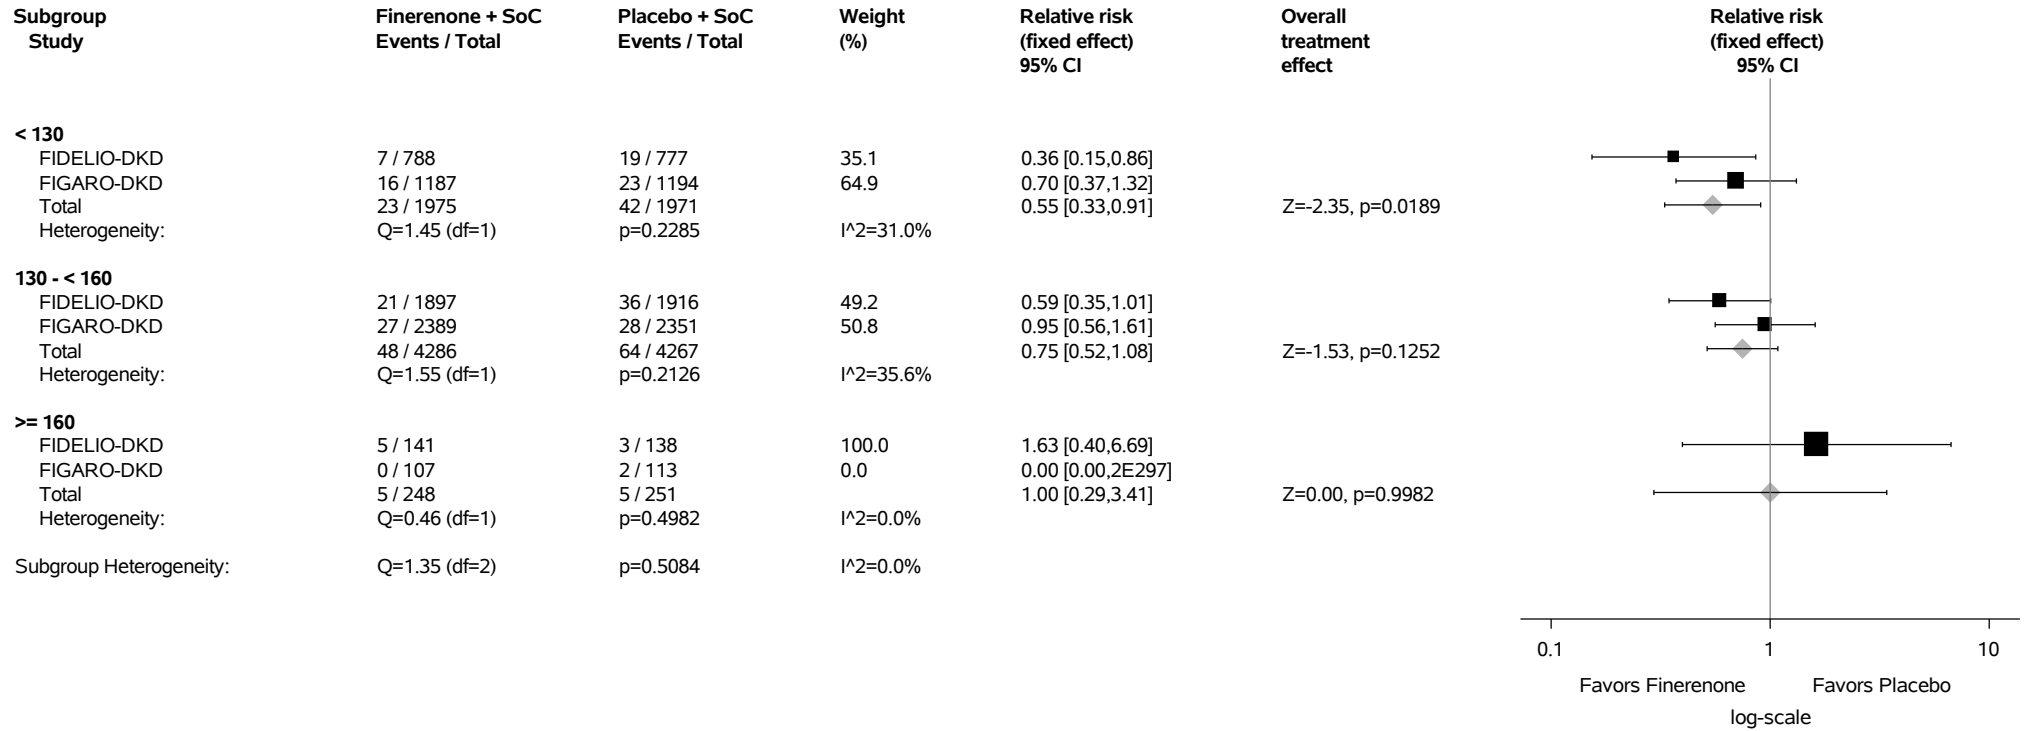 Subgroup Finerenone + SoC Placebo + SoC Weight Relative risk Overall Relative risk
Study Events / Total Events / Total (%) (fixed effect) treatment (fixed effect)
95% CI effect 95% CI
< 130
FIDELIO-DKD 7 / 788 19 / 777 35.1 0.36 [0.15,0.86]
FIGARO-DKD 16 / 1187 23 / 1194 64.9 0.70 [0.37,1.32]
Total 23 / 1975 42 / 1971 0.55 [0.33,0.91] Z=-2.35, p=0.0189
Heterogeneity: Q=1.45 (df=1) p=0.2285 I^2=31.0%
130 - < 160
FIDELIO-DKD 21 / 1897 36 / 1916 49.2 0.59 [0.35,1.01]
FIGARO-DKD 27 / 2389 28 / 2351 50.8 0.95 [0.56,1.61]
Total 48 / 4286 64 / 4267 0.75 [0.52,1.08] Z=-1.53, p=0.1252
Heterogeneity: Q=1.55 (df=1) p=0.2126 I^2=35.6%
>= 160
FIDELIO-DKD 5 / 141 3 / 138 100.0 1.63 [0.40,6.69]
FIGARO-DKD 0 / 107 2 / 113 0.0 0.00 [0.00,2E297]
Total 5 / 248 5 / 251 1.00 [0.29,3.41] Z=0.00, p=0.9982
Heterogeneity: Q=0.46 (df=1) p=0.4982 I^2=0.0%
Subgroup Heterogeneity: Q=1.35 (df=2) p=0.5084 I^2=0.0%
0.1 1 10
Favors Finerenone Favors Placebo
log-scale